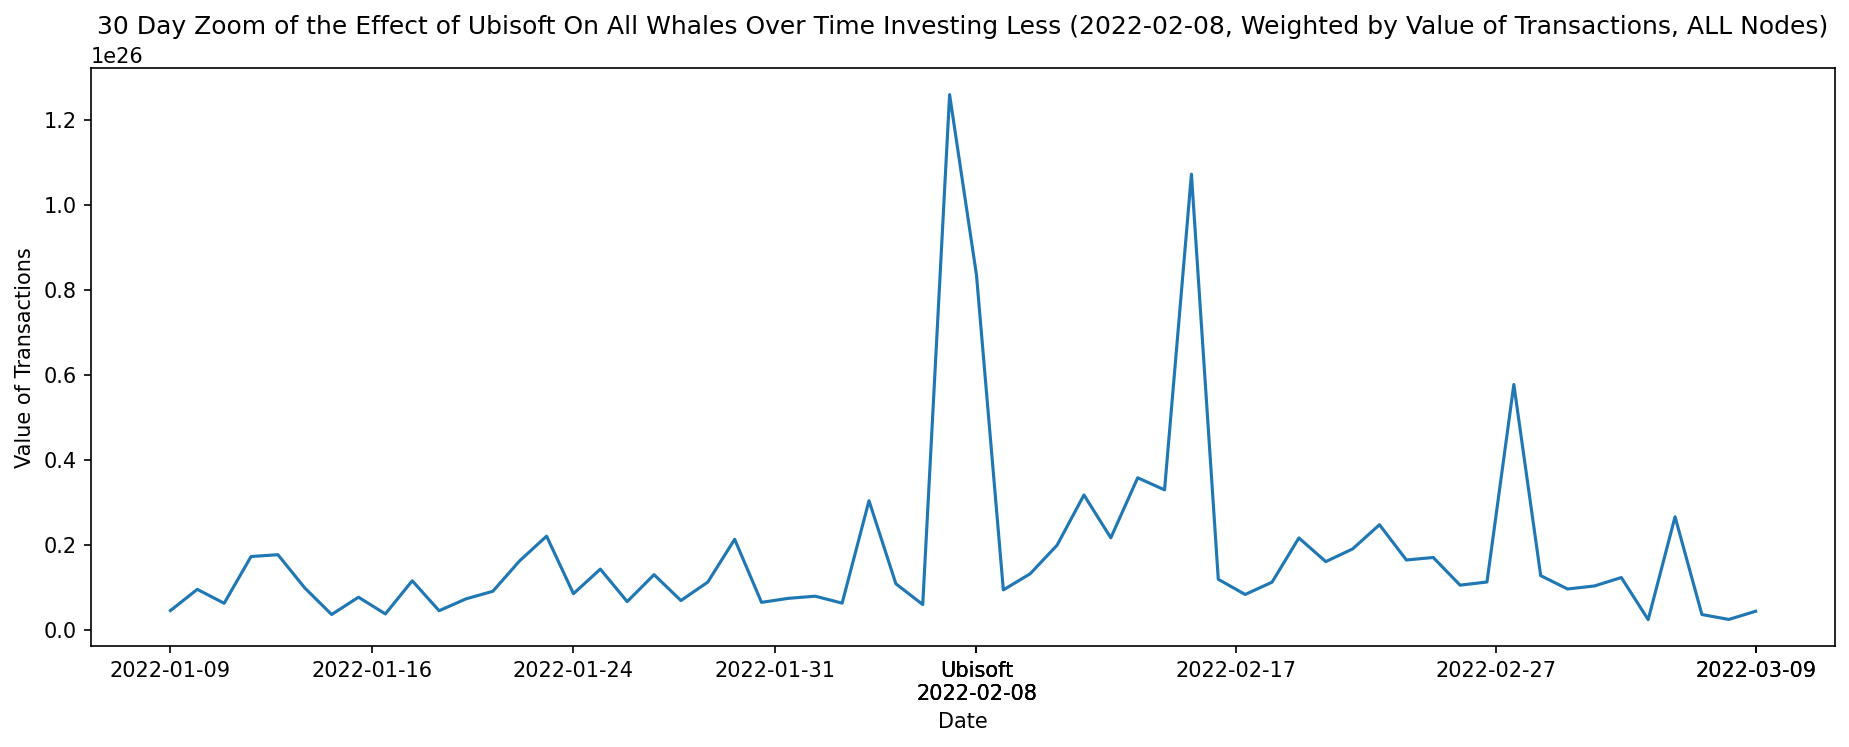 30 Day Zoom of the Effect of Ubisoft On All Whales Over Time Investing Less (2022-02-08, Weighted by Value of Transactions, ALL Nodes)
1e26
1.2
1.0
0.8
0.6
0.4
0.2
0.0
Value of Transactions
2022-01-09 2022-01-16 2022-01-24 2022-01-31 Ubisoft 2022-02-17 2022-02-27 2022-03-09
2022-02-08
Date